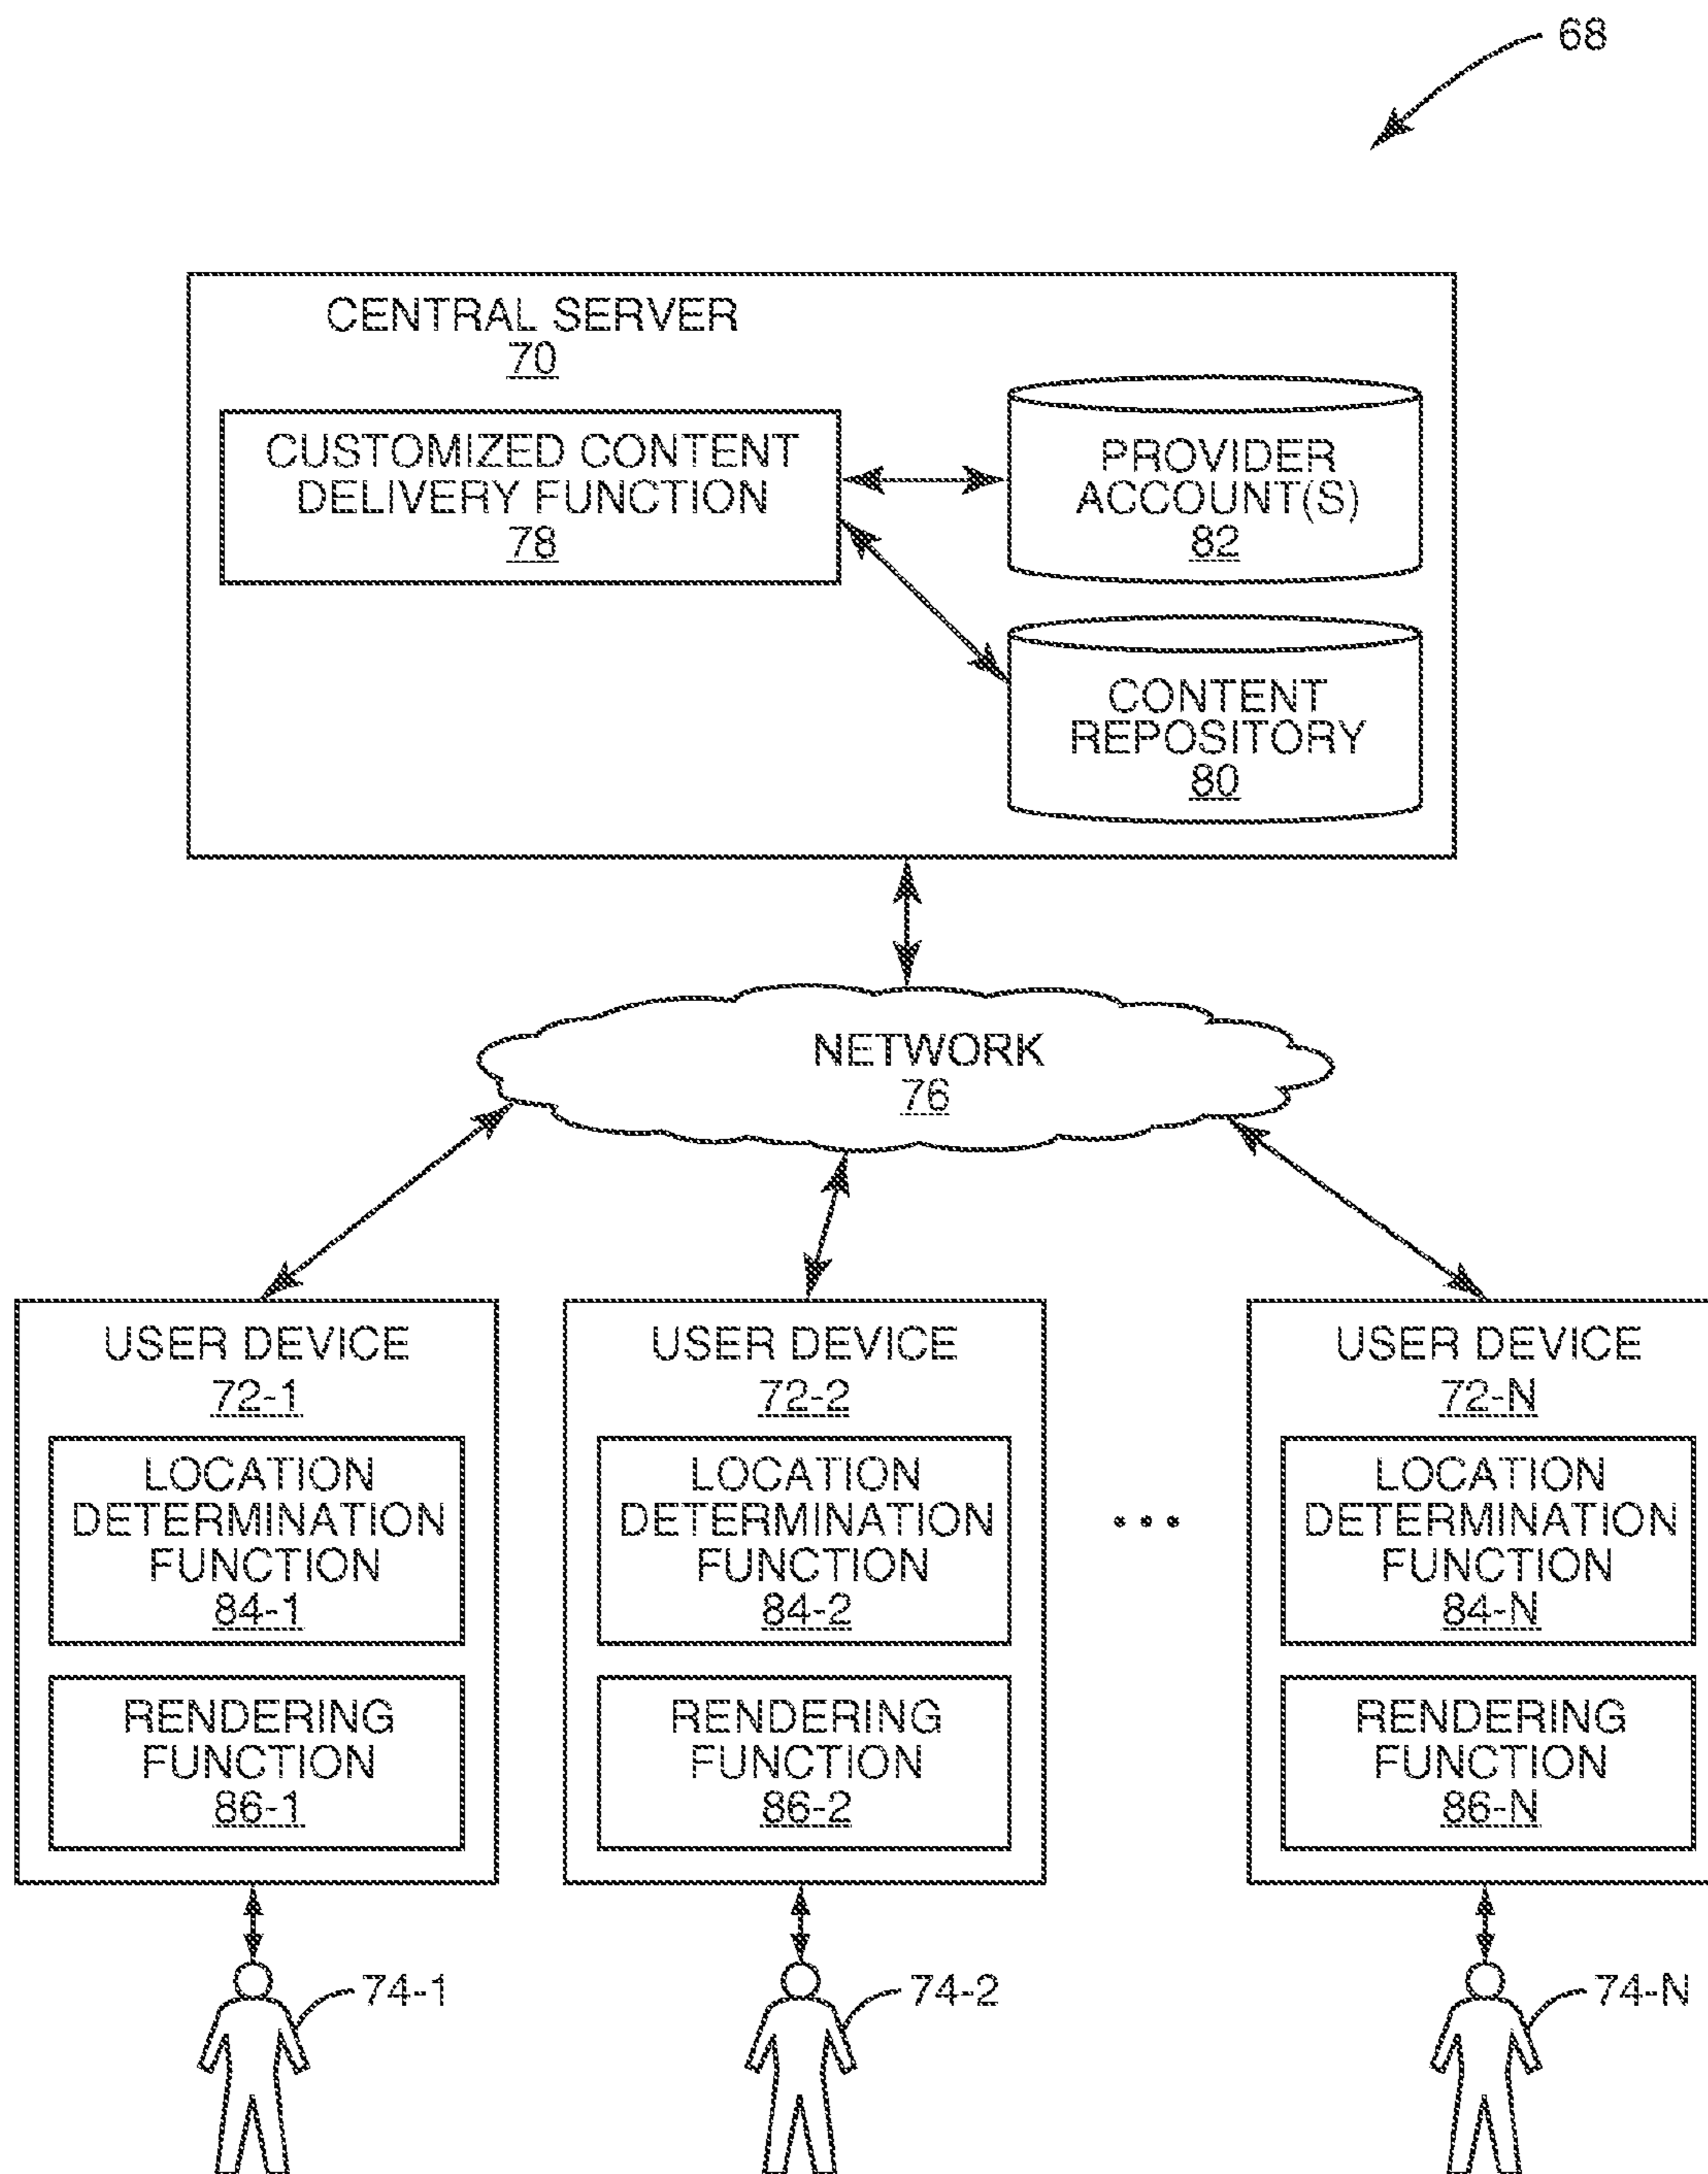 68
CENTRAL SERVER
70
CUSTOMIZED CONTENT
DELIVERY FUNCTION
78
PROVIDER
ACCOUNT(S)
82
CONTENT
REPOSITORY
80
NETWORK
76
USER DEVICE
72-1
LOCATION
DETERMINATION
FUNCTION
84-1
RENDERING
FUNCTION
86-1
74-1
USER DEVICE
72-2
LOCATION
DETERMINATION
FUNCTION
84-2
RENDERING
FUNCTION
86-2
74-2
...
USER DEVICE
72-N
LOCATION
DETERMINATION
FUNCTION
84-N
RENDERING
FUNCTION
86-N
74-N